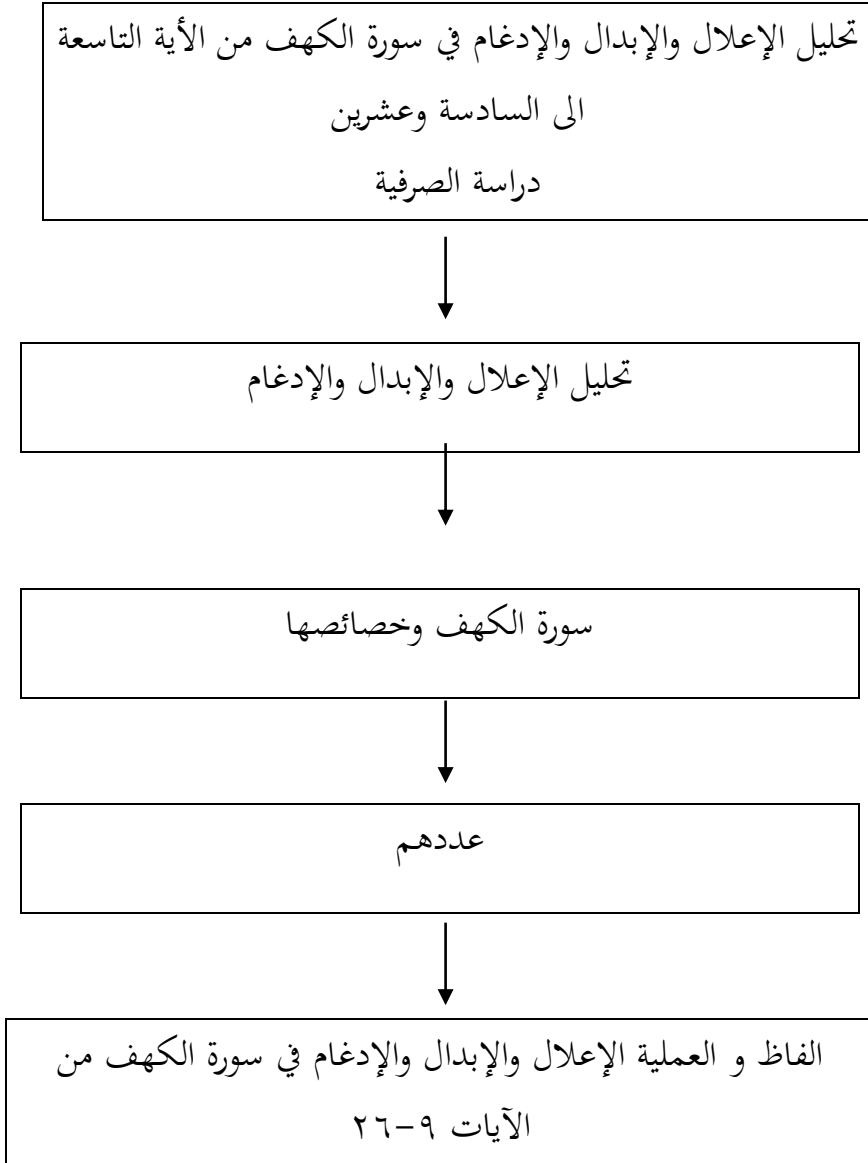 تحليل الإعلال والإبدال والإدغام في سورة الكهف من الأية التاسعة
الى السادسة وعشرين
دراسة الصرفية
تحليل الإعلال والإبدال والإدغام
سورة الكهف وخصائصها
عددهم
الفاظ و العملية الإعلال والإبدال والإدغام في سورة الكهف من
الآيات ٩-٢٦